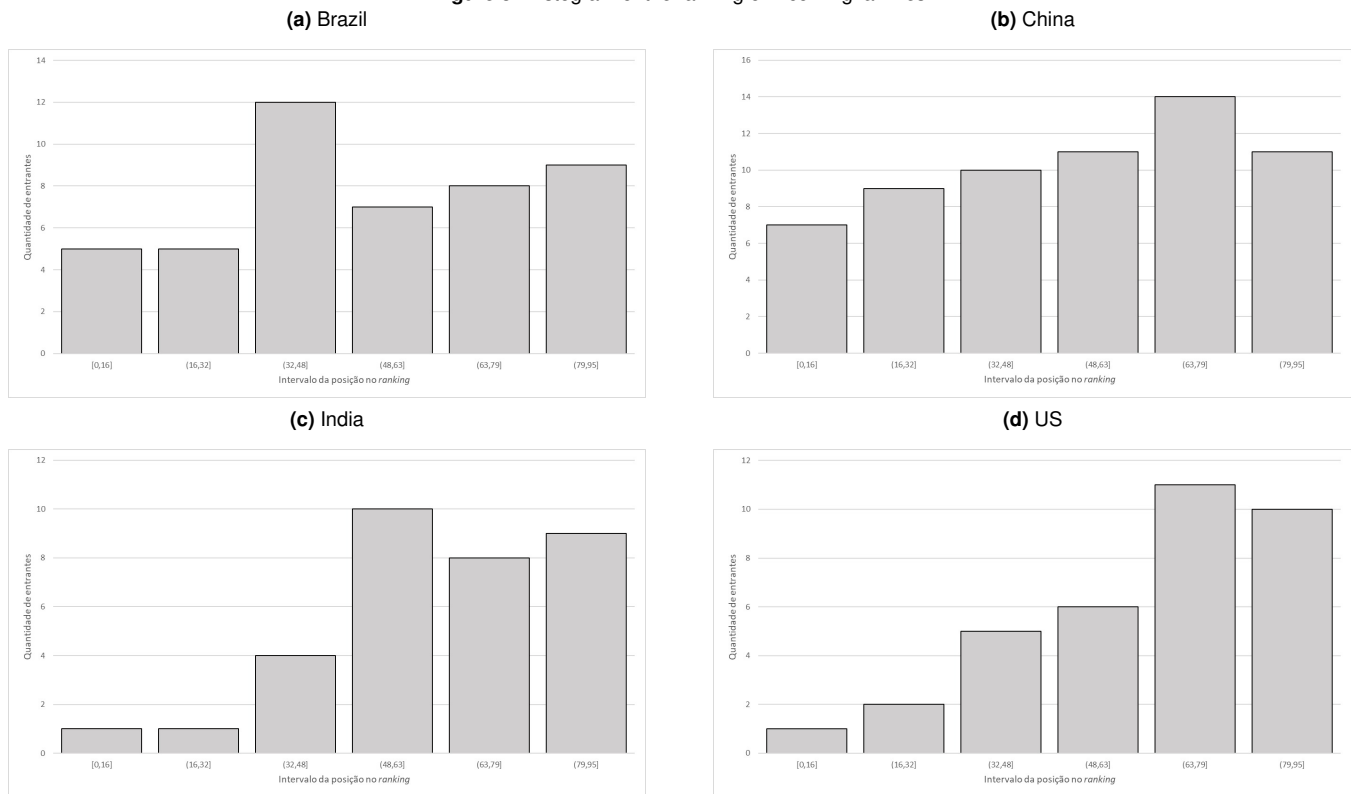 (a) Brazil
14
12
10
8
6
4
2
0
Quantidade de entrantes
[0,16] (16,32] (32,48] (48,63] (63,79] (79,95]
Intervalo da posição no ranking
(b) China
16
14
12
10
8
6
4
2
0
Quantidade de entrantes
[0,16] (16,32] (32,48] (48,63] (63,79] (79,95]
Intervalo da posição no ranking
(c) India
12
10
8
6
4
2
0
Quantidade de entrantes
[0,16] (16,32] (32,48] (48,63] (63,79] (79,95]
Intervalo da posição no ranking
(d) US
12
10
8
6
4
2
0
Quantidade de entrantes
[0,16] (16,32] (32,48] (48,63] (63,79] (79,95]
Intervalo da posição no ranking